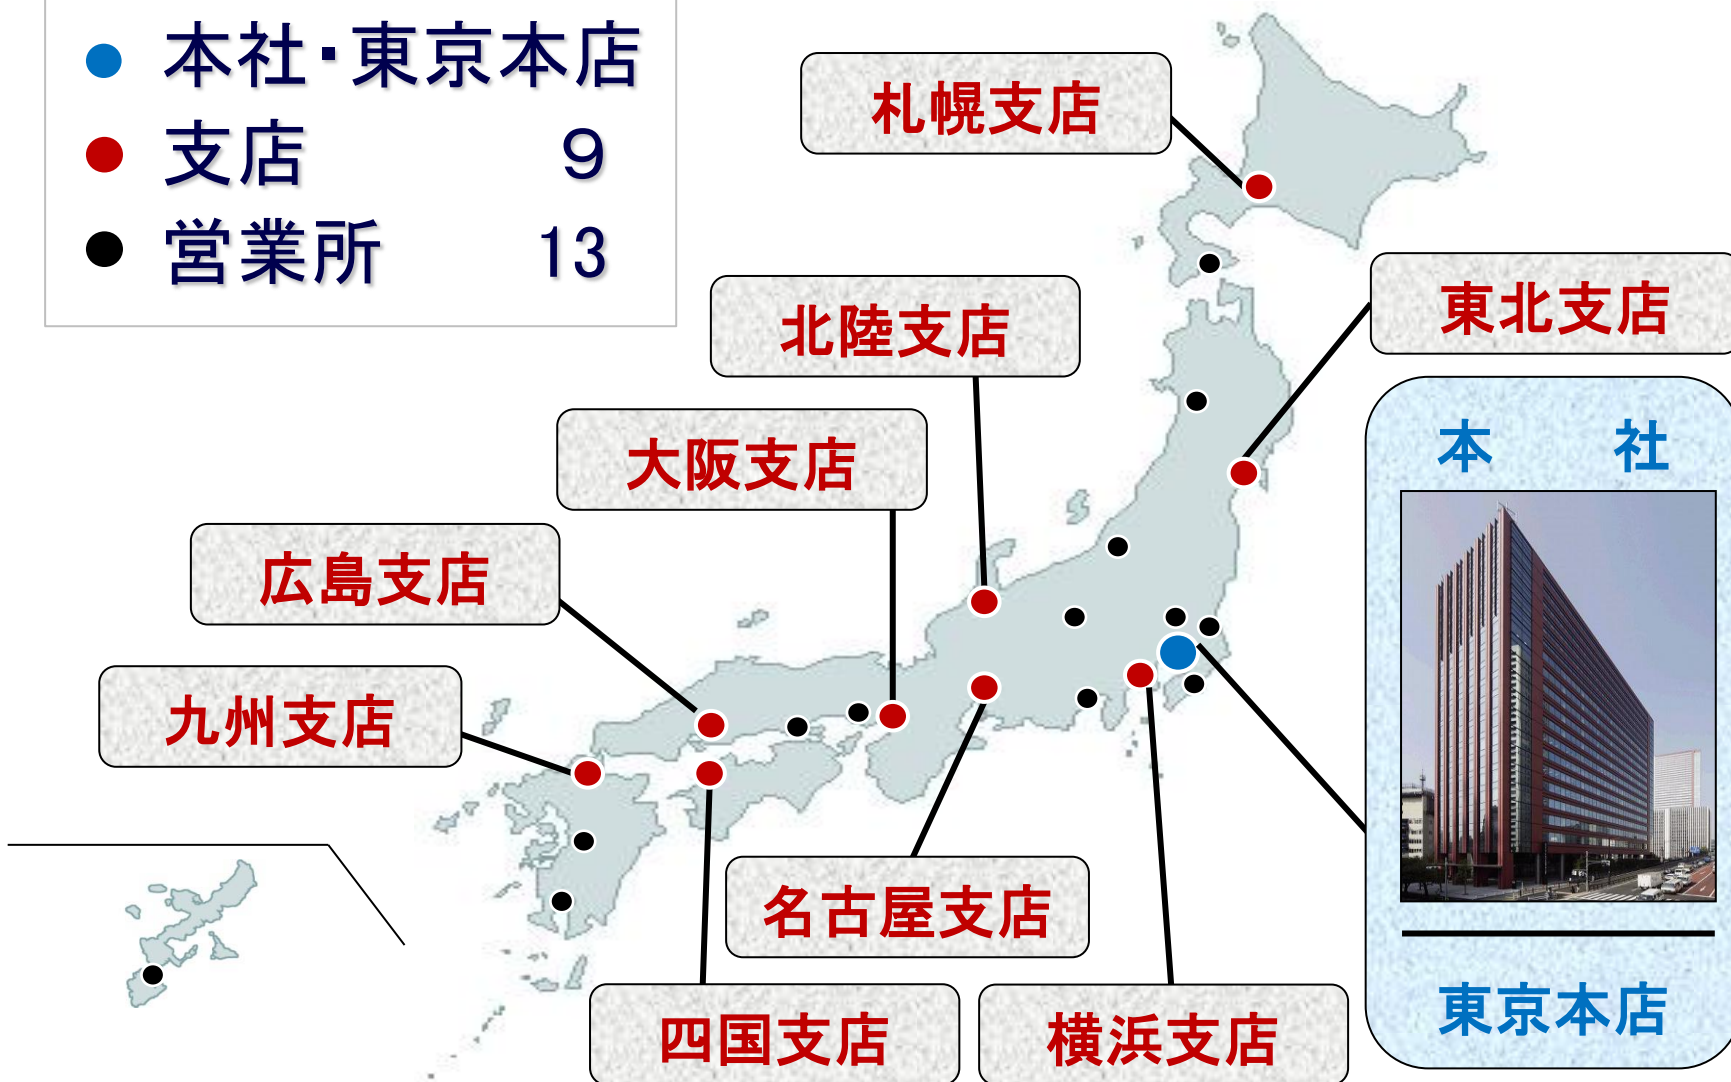 本社・東京本店
支店 9
営業所 13
札幌支店
東北支店
北陸支店
大阪支店
広島支店
九州支店
本 社
名古屋支店
四国支店
横浜支店
東京本店